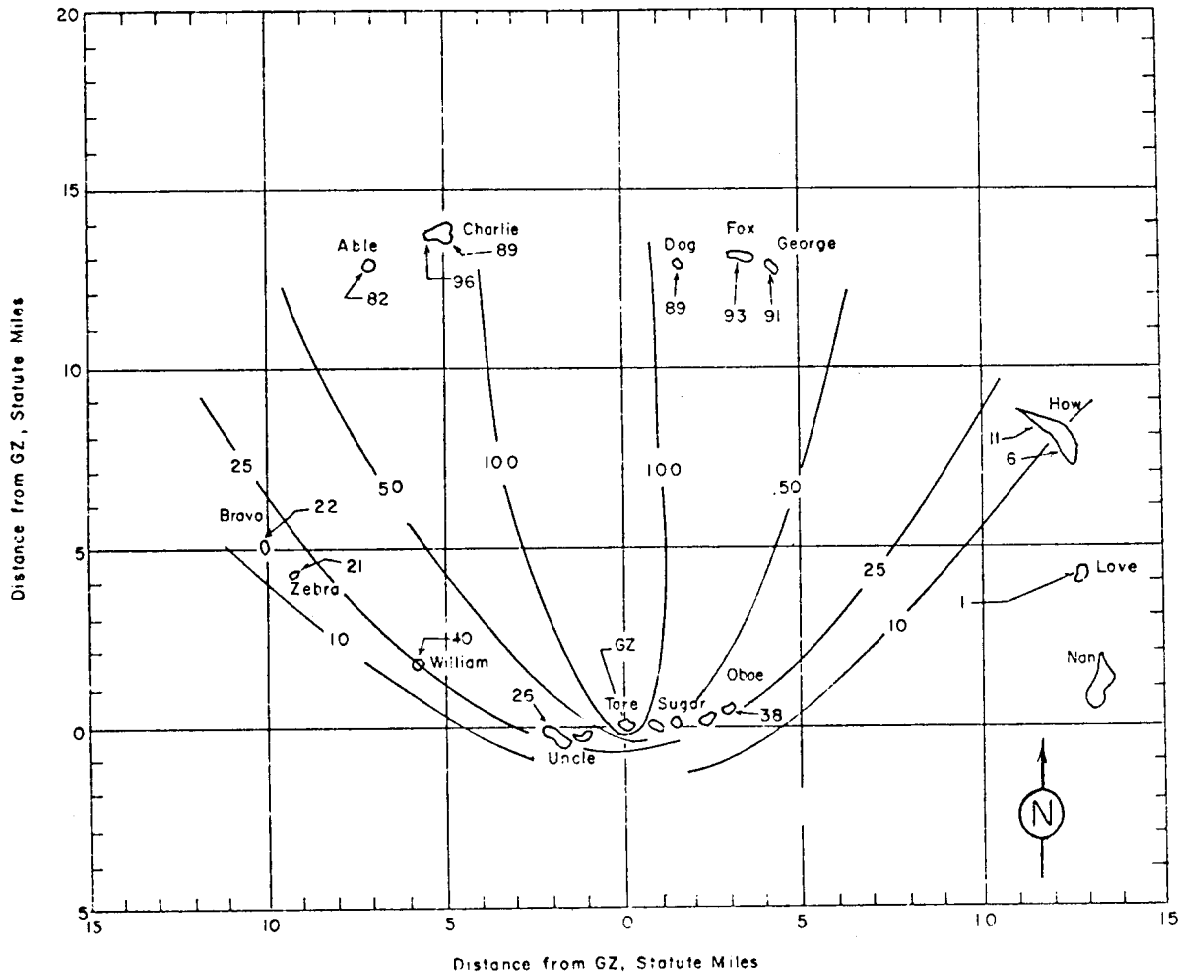 20
15
10
5
0
5
15
10
5
0
5
10
15
Distance from GZ, Statute Miles
Distance from GZ, Statute Miles
Able
82
Charlie
89
96
Dog
89
Fox
93
George
91
How
11
6
25
50
100
100
.50
25
Bravo
22
21
Zebra
10
10
Love
1
40
William
GZ
Nan
26
Tare
Sugar
Oboe
38
Uncle
N